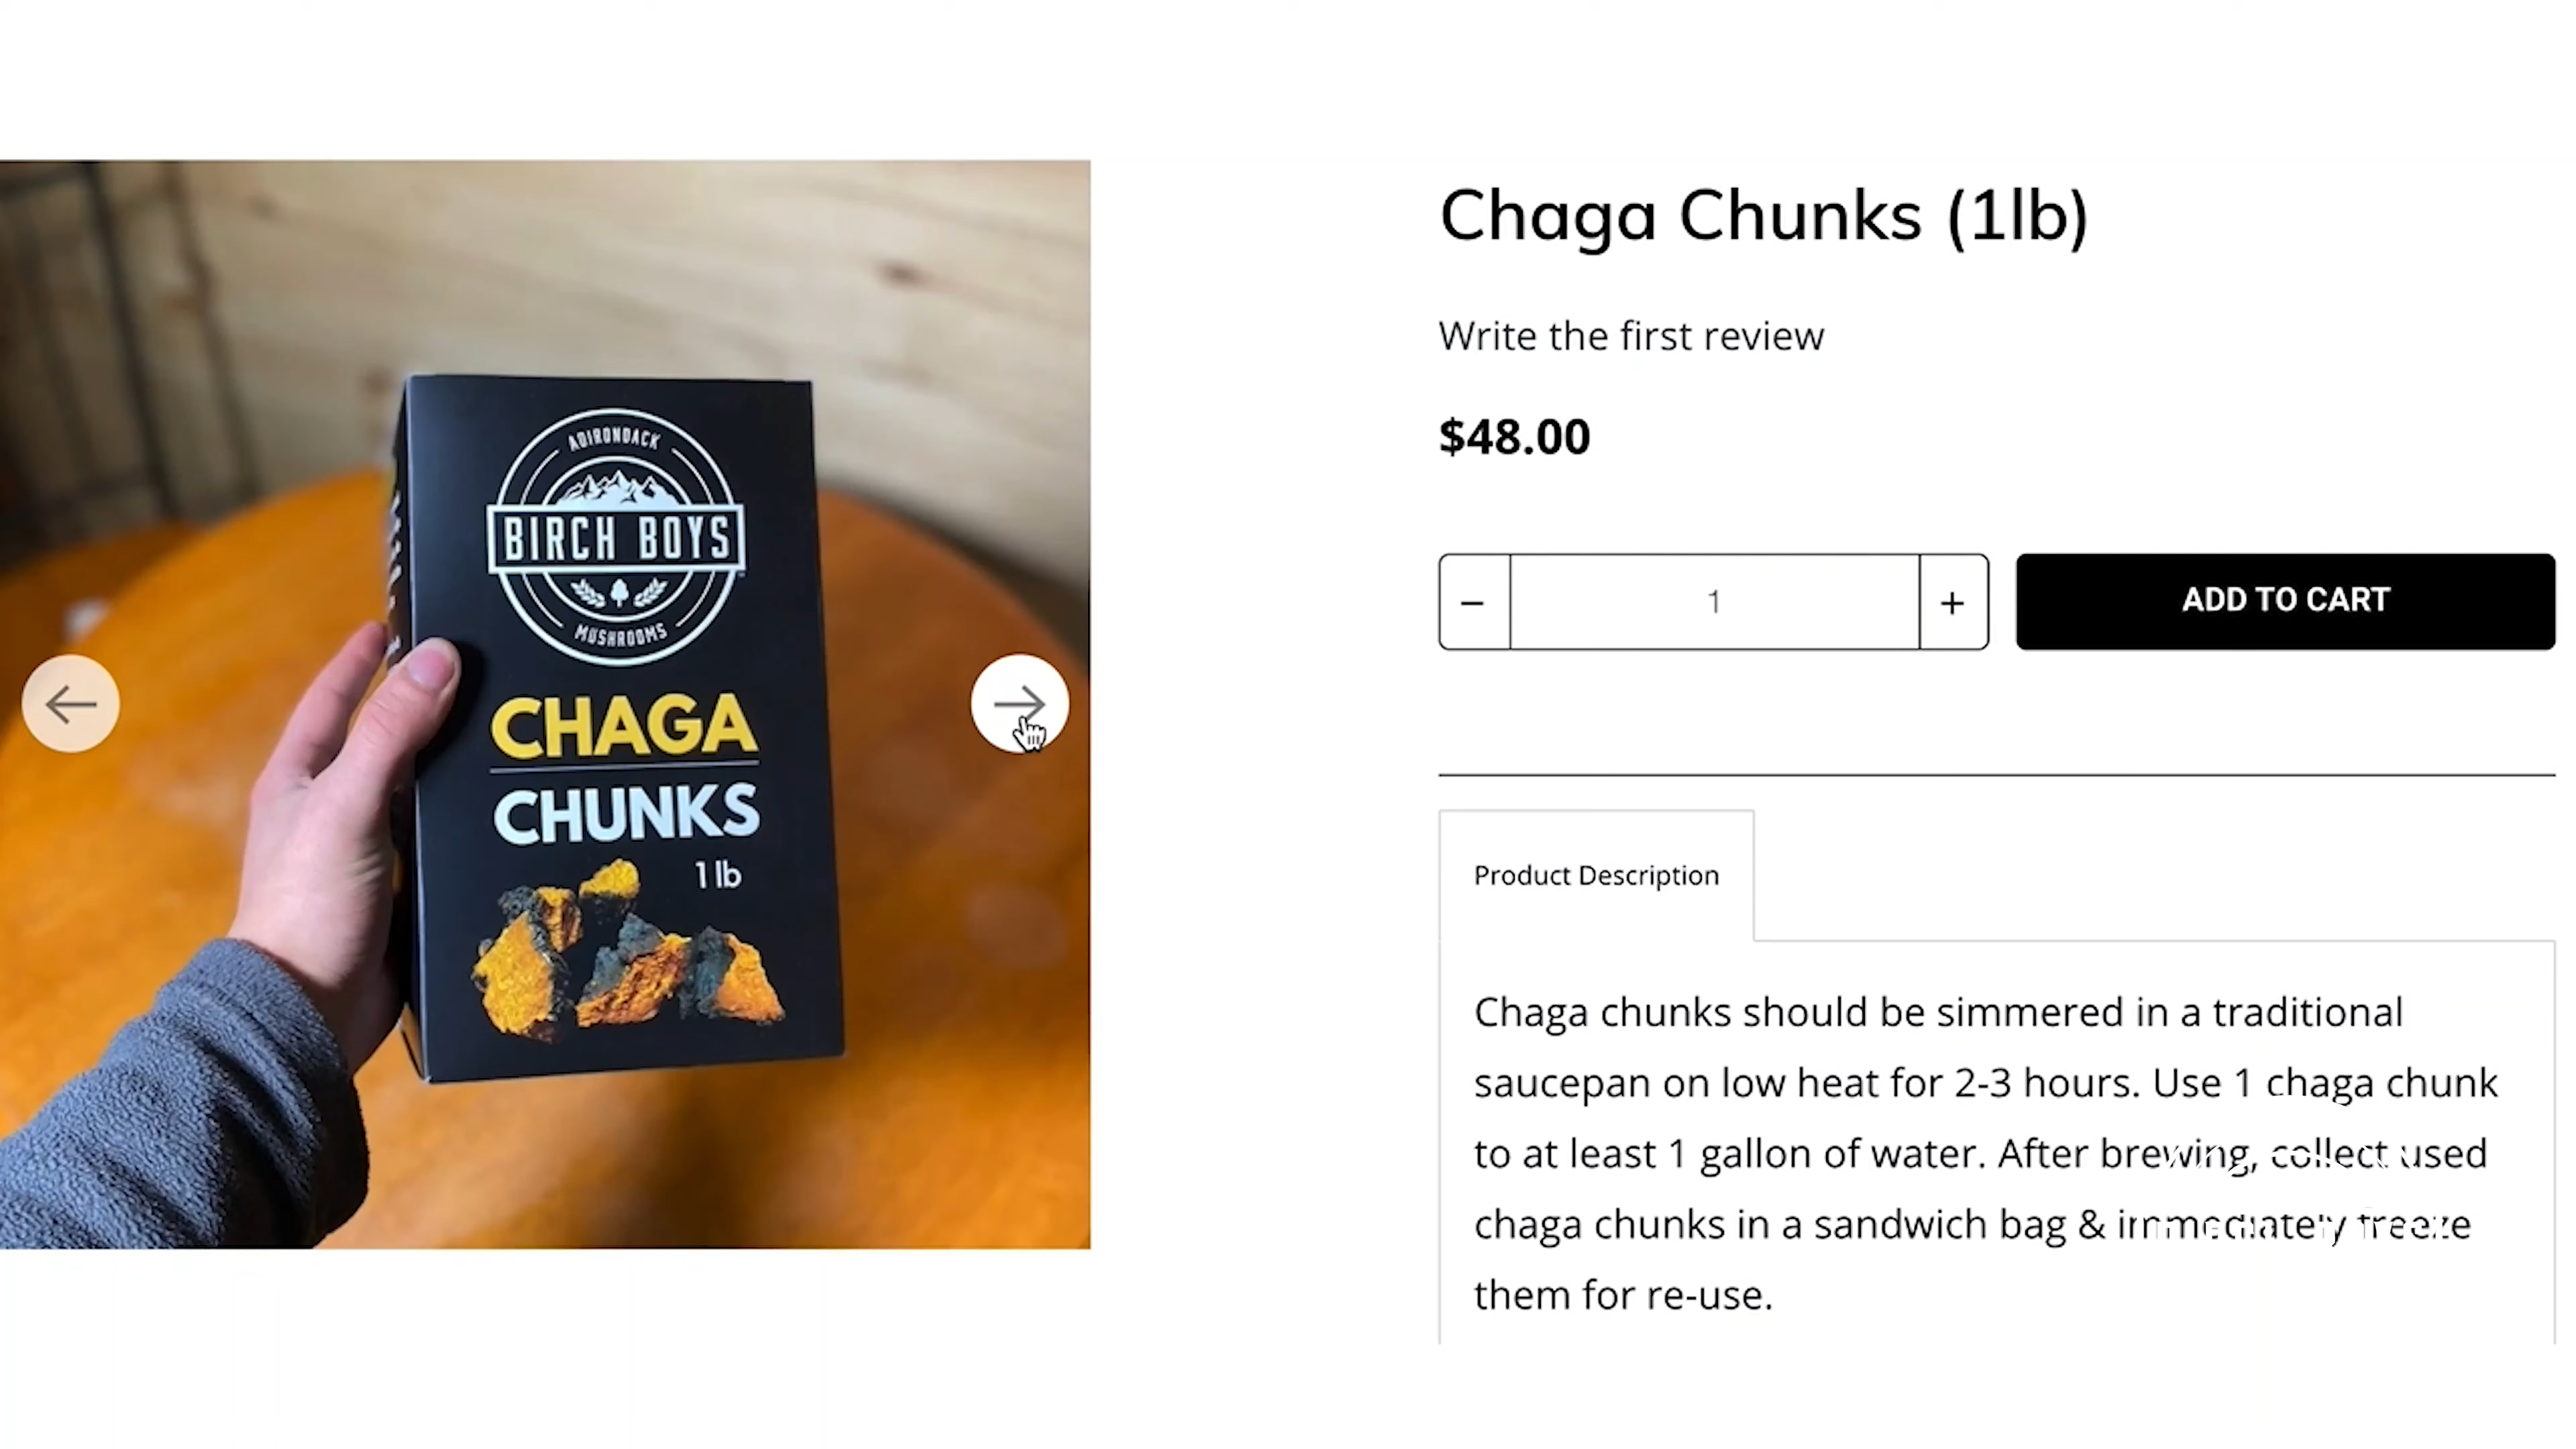 ADIRONDACK
BIRCH BOYS
MUSHROOMS
CHAGA
CHUNKS
1 lb
Chaga Chunks (1lb)
Write the first review
$48.00
− 1 +
ADD TO CART
Product Description
Chaga chunks should be simmered in a traditional
saucepan on low heat for 2-3 hours. Use 1 chaga chunk
to at least 1 gallon of water. After brewing, collect used
chaga chunks in a sandwich bag & immediately freeze
them for re-use.